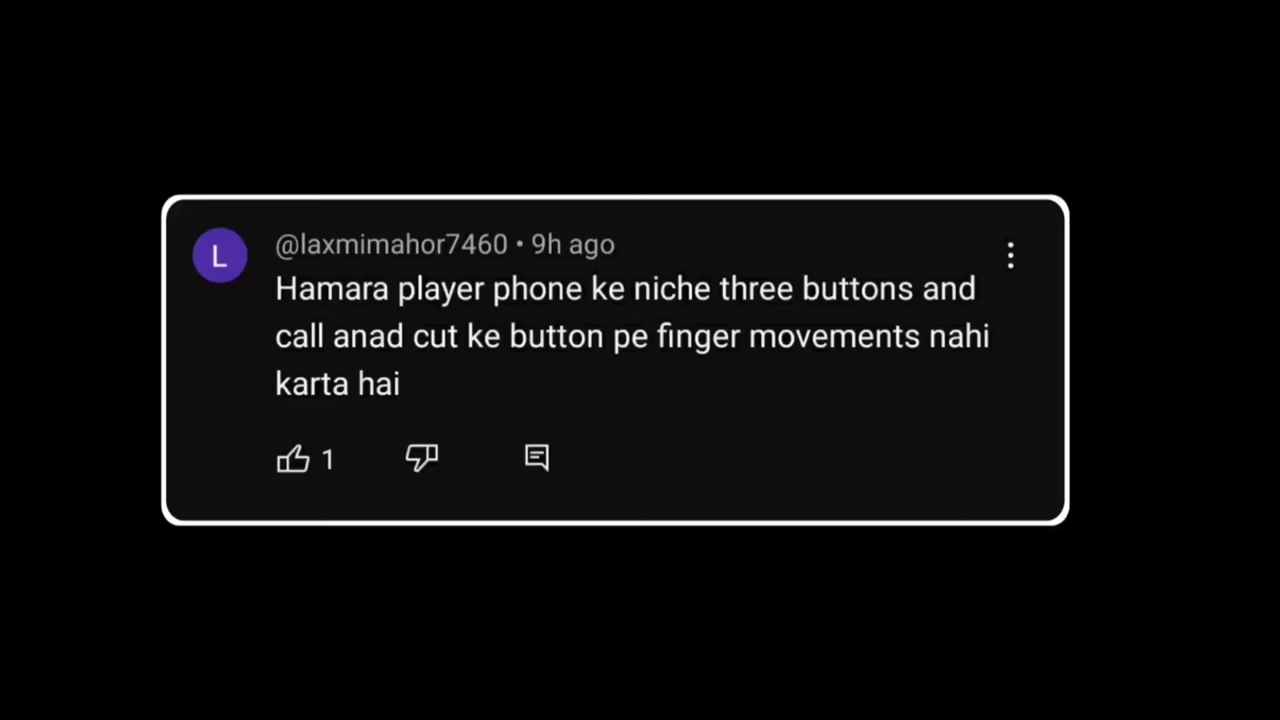 L
@laxmimahor7460 • 9h ago
Hamara player phone ke niche three buttons and
call anad cut ke button pe finger movements nahi
karta hai
1